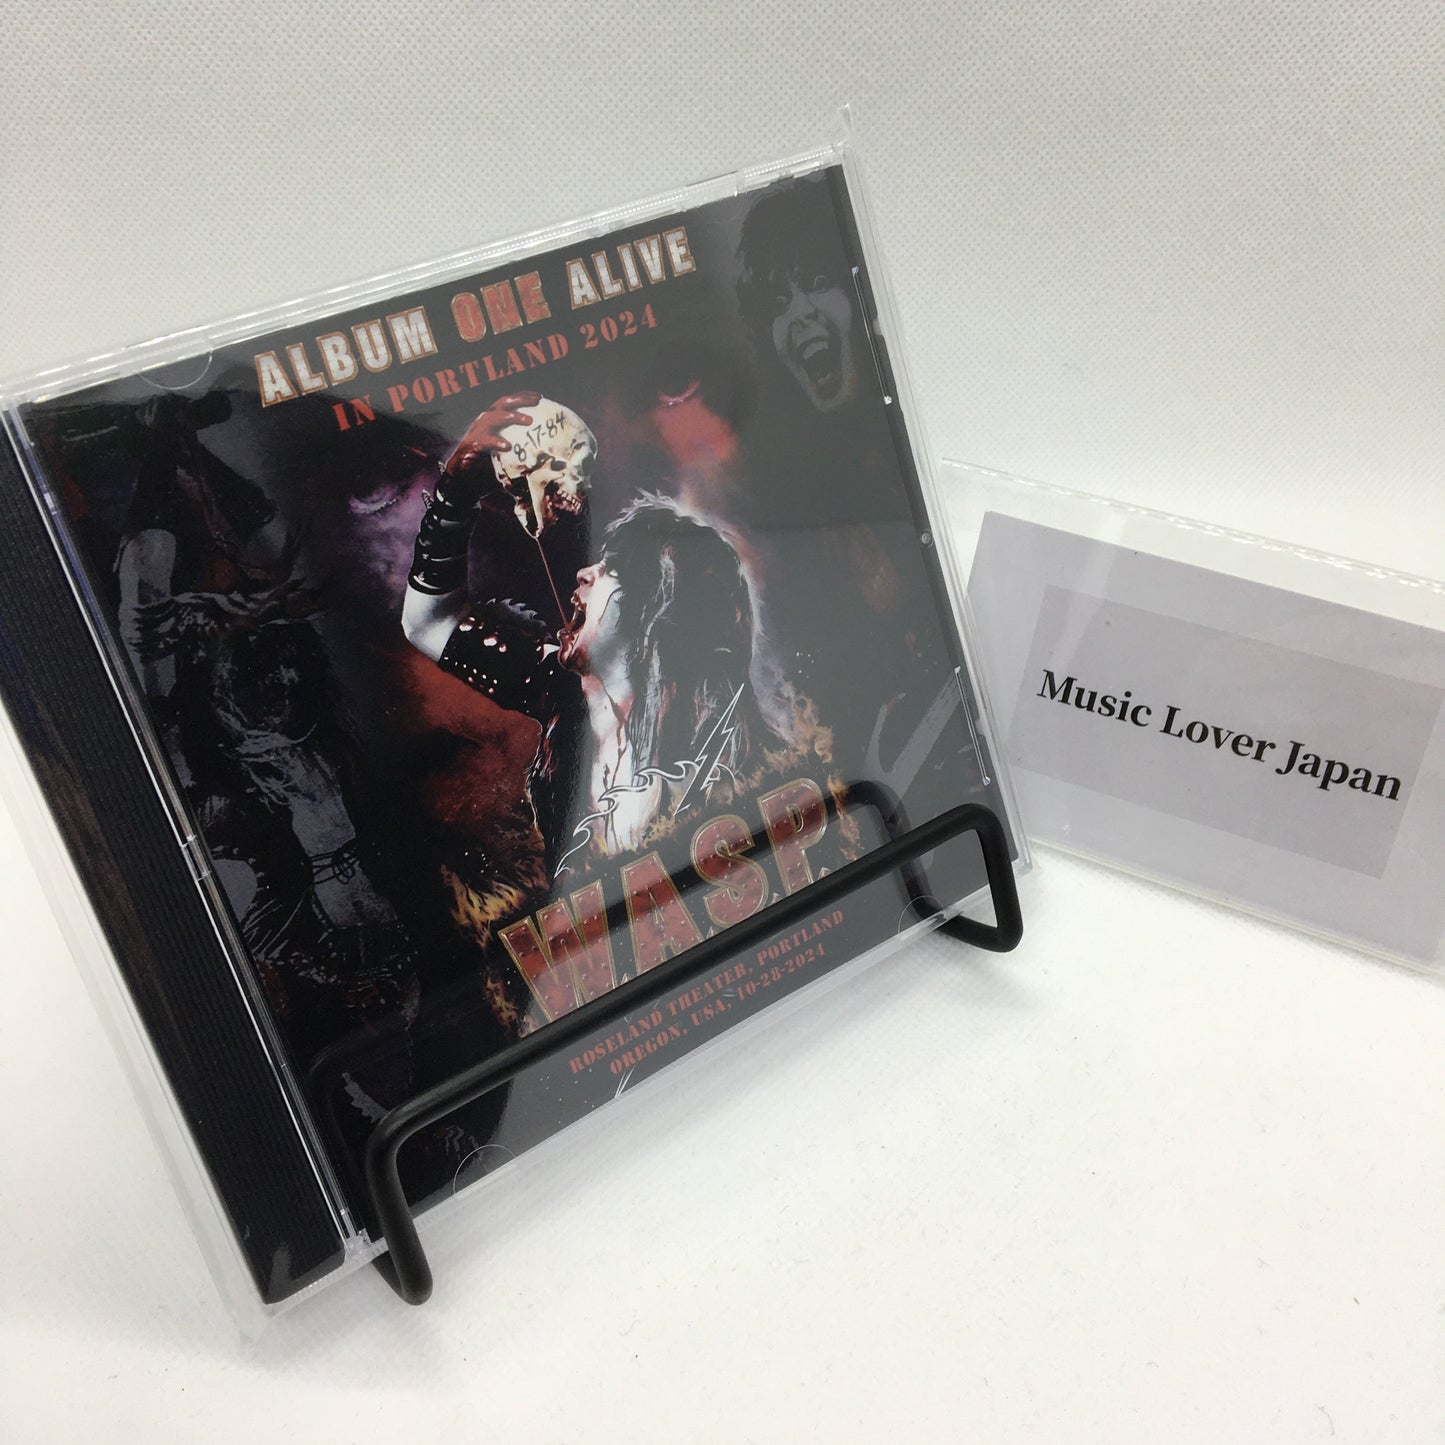 ALBUM ONE ALIVE
IN PORTLAND 2024
8-17-84
W.A.S.P.
ROSELAND THEATER, PORTLAND
OREGON, USA, 10-28-2024
Music Lover Japan